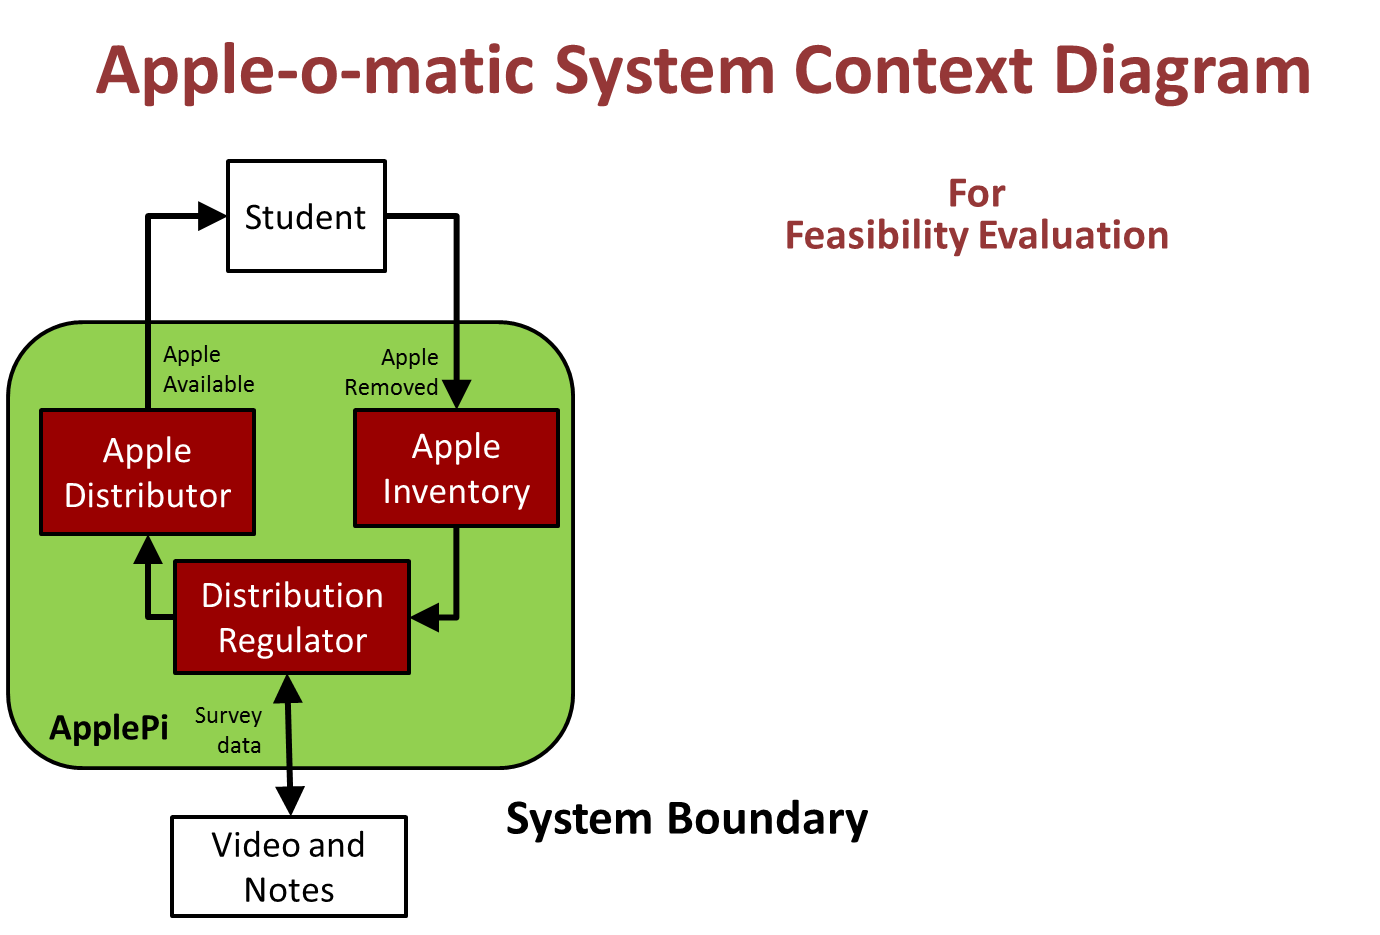 Apple-o-matic System Context Diagram
For
Feasibility Evaluation
Student
Apple
Available
Apple
Removed
Apple
Distributor
Apple
Inventory
Distribution
Regulator
ApplePi
Survey
data
System Boundary
Video and
Notes